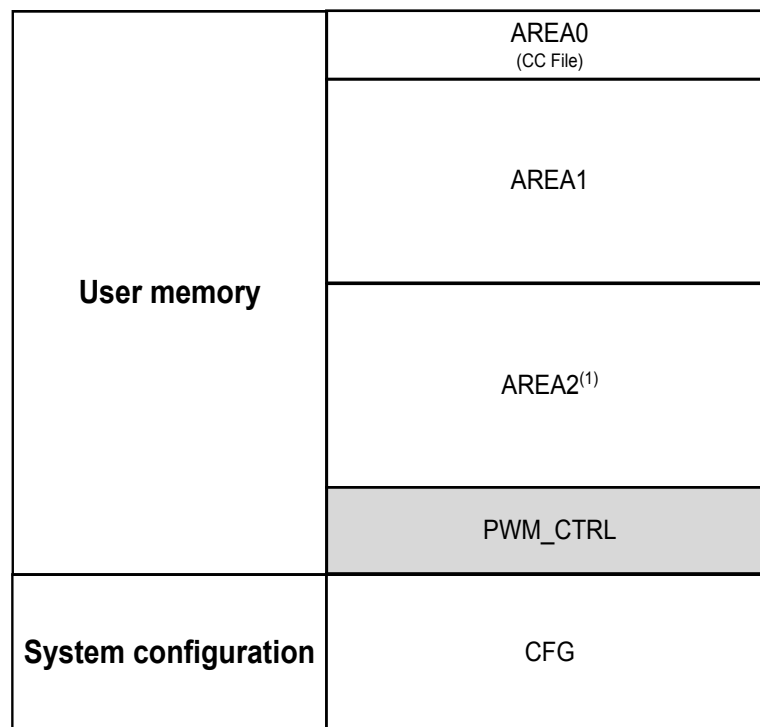 AREA0
(CC File)
AREA1
User memory
AREA2(1)
PWM_CTRL
System configuration
CFG